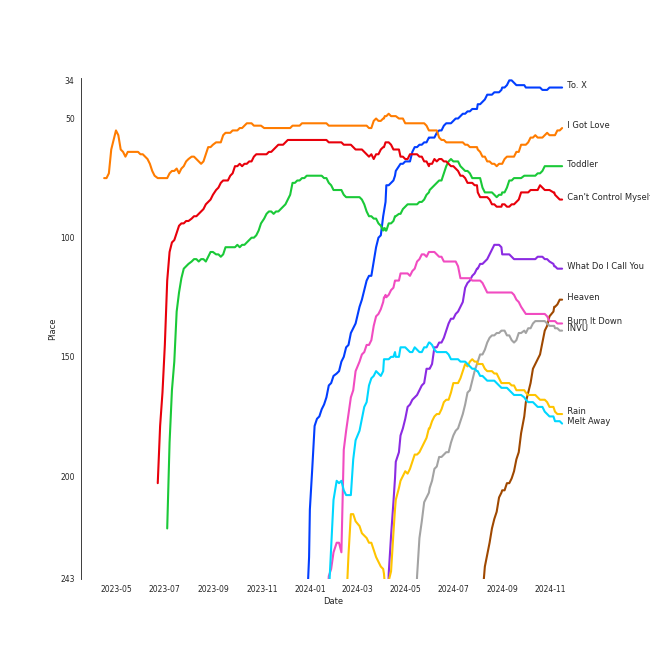 34
50
100
150
200
243
Place
2023-05
2023-07
2023-09
2023-11
2024-01
2024-03
2024-05
2024-07
2024-09
2024-11
Date
To. X
I Got Love
Toddler
Can't Control Mysel
What Do I Call You
Heaven
Burn It Down
INVU
Rain
Melt Away